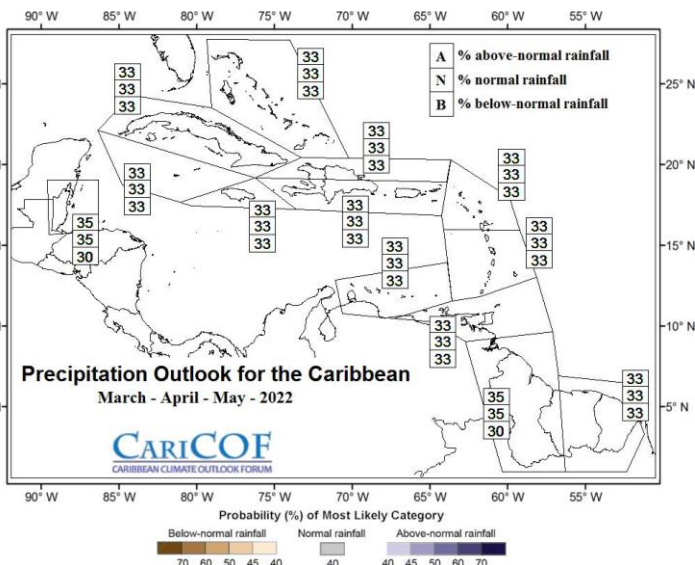 90° W 85° W 80° W 75° W 70° W 65° W 60° W 55° W
A % above-normal rainfall
N % normal rainfall
B % below-normal rainfall
33
33
33
33
33
33
25° N
33
33
33
20° N
33
33
33
33
33
33
33
33
33
33
33
33
35
35
30
33
33
33
15° N
33
33
33
10° N
33
33
33
Precipitation Outlook for the Caribbean
March - April - May - 2022
33
33
33
35
35
30
5° N
CARICOF
CARIBBEAN CLIMATE OUTLOOK FORUM
90° W 85° W 80° W 75° W 70° W 65° W 60° W 55° W
Probability (%) of Most Likely Category
Below-normal rainfall Normal rainfall Above-normal rainfall
70 60 50 45 40 40 40 45 50 60 70